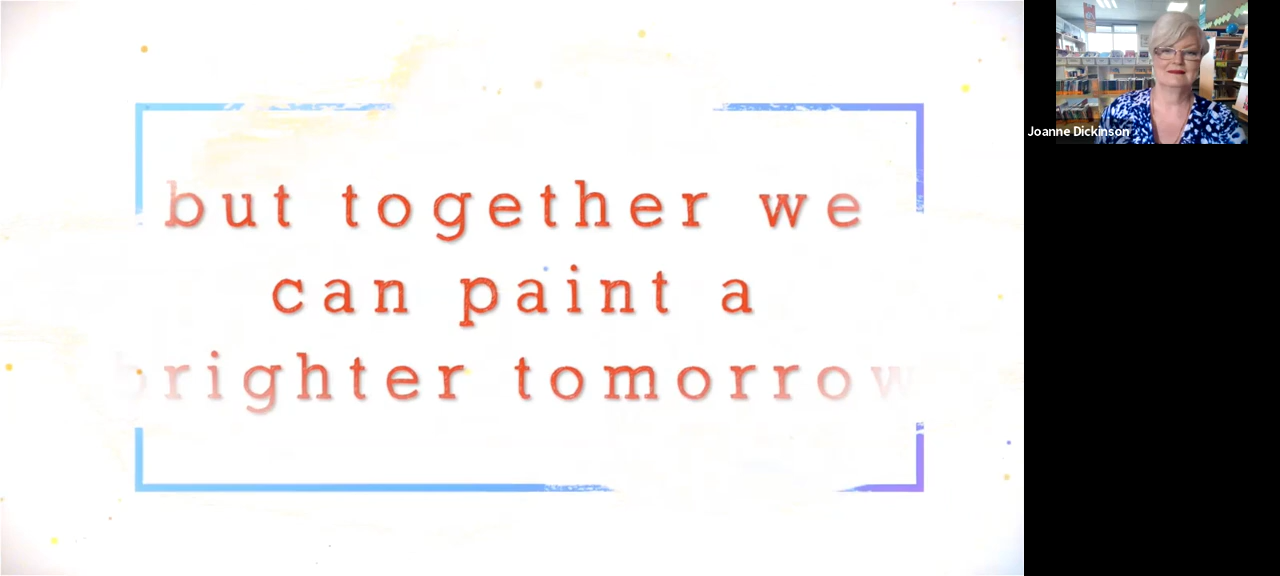 but together we
can paint a
brighter tomorrow
Joanne Dickinson